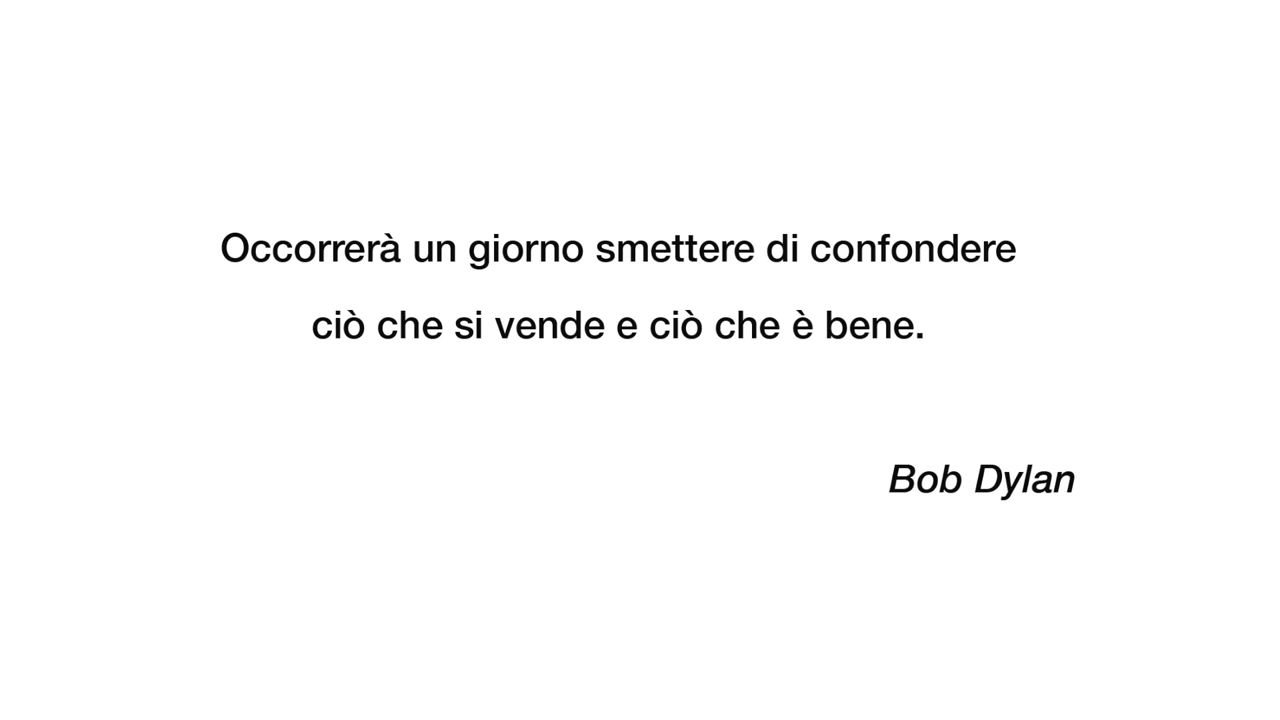 Occorrerà un giorno smettere di confondere
ciò che si vende e ciò che è bene.
Bob Dylan